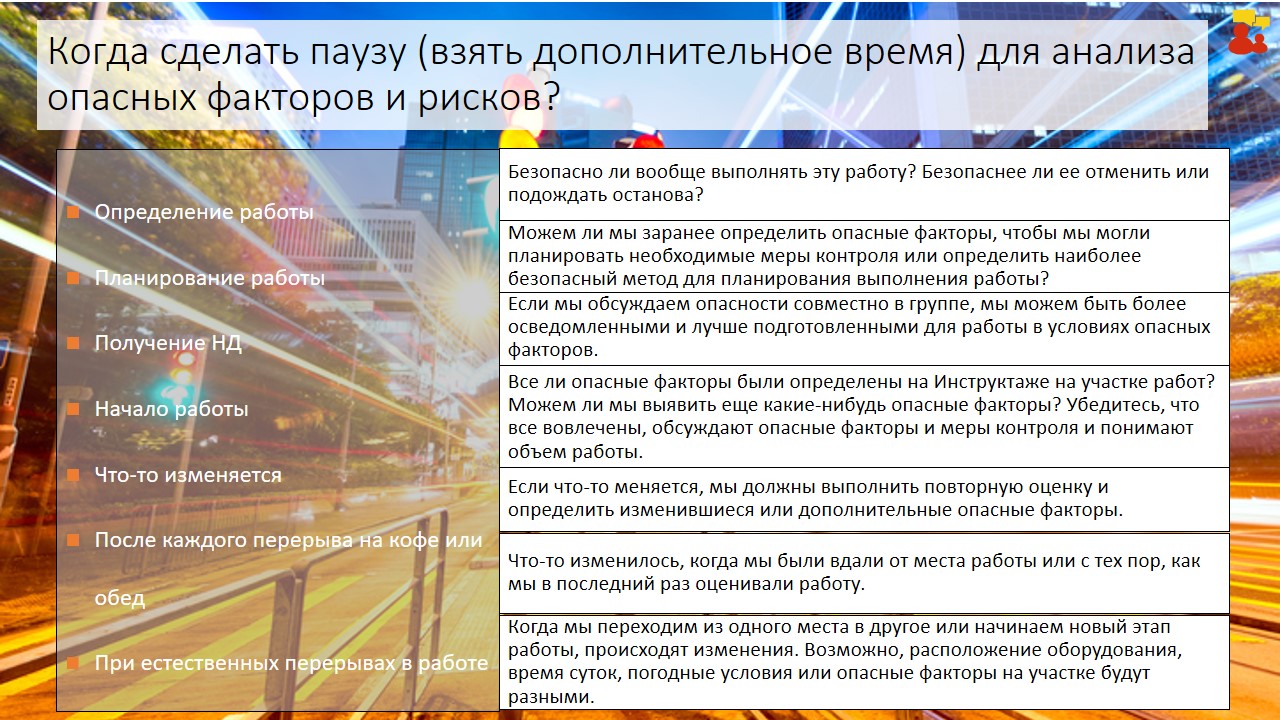 Когда сделать паузу (взять дополнительное время) для анализа
опасных факторов и рисков?
Определение работы
Безопасно ли вообще выполнять эту работу? Безопаснее ли ее отменить или
подождать останова?
Планирование работы
Можем ли мы заранее определить опасные факторы, чтобы мы могли
планировать необходимые меры контроля или определить наиболее
безопасный метод для планирования выполнения работы?
Получение НД
Если мы обсуждаем опасности совместно в группе, мы можем быть более
осведомленными и лучше подготовленными для работы в условиях опасных
факторов.
Начало работы
Все ли опасные факторы были определены на Инструктаже на участке работ?
Можем ли мы выявить еще какие-нибудь опасные факторы? Убедитесь, что
все вовлечены, обсуждают опасные факторы и меры контроля и понимают
объем работы.
Что-то изменяется
Если что-то меняется, мы должны выполнить повторную оценку и
определить изменившиеся или дополнительные опасные факторы.
После каждого перерыва на кофе или
обед
Что-то изменилось, когда мы были вдали от места работы или с тех пор, как
мы в последний раз оценивали работу.
При естественных перерывах в работе
Когда мы переходим из одного места в другое или начинаем новый этап
работы, происходят изменения. Возможно, расположение оборудования,
время суток, погодные условия или опасные факторы на участке будут
разными.